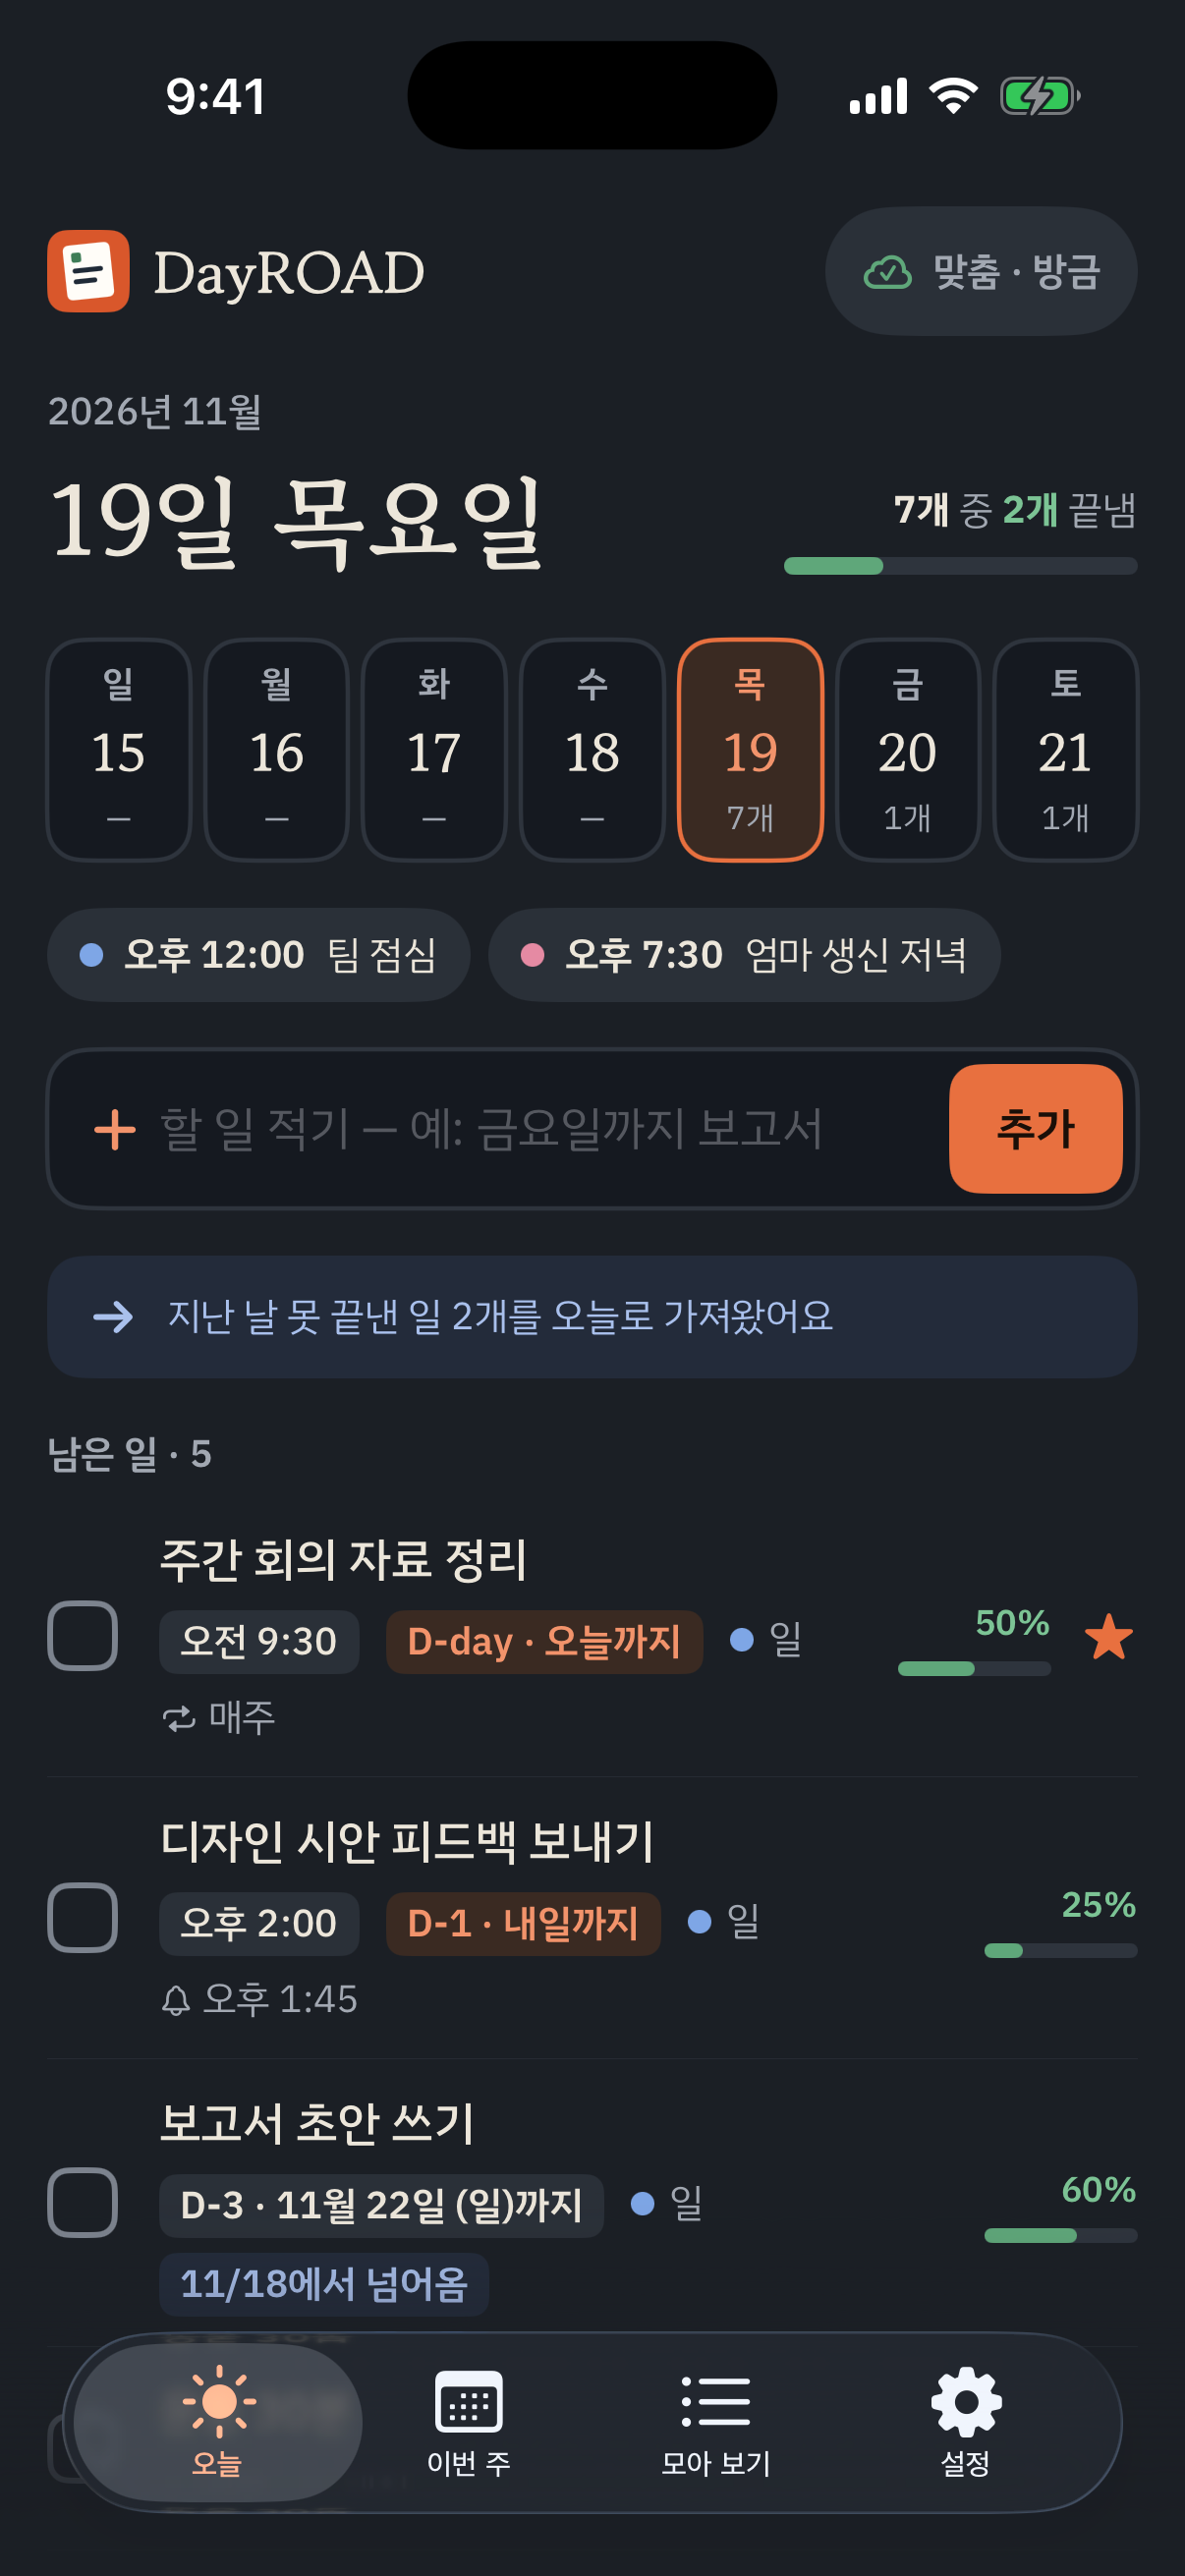 9:41
DayROAD
맞춤 · 방금
2026년 11월
19일 목요일
7개 중 2개 끝냄
일 월 화 수 목 금 토
15 16 17 18 19 20 21
– – – – 7개 1개 1개
오후 12:00 팀 점심 오후 7:30 엄마 생신 저녁
할 일 적기 — 예: 금요일까지 보고서 추가
지난 날 못 끝낸 일 2개를 오늘로 가져왔어요
남은 일 · 5
주간 회의 자료 정리
오전 9:30 D-day · 오늘까지 일 50%
매주
디자인 시안 피드백 보내기
오후 2:00 D-1 · 내일까지 일 25%
오후 1:45
보고서 초안 쓰기
D-3 · 11월 22일 (일)까지 일 60%
11/18에서 넘어옴
오늘 이번 주 모아 보기 설정